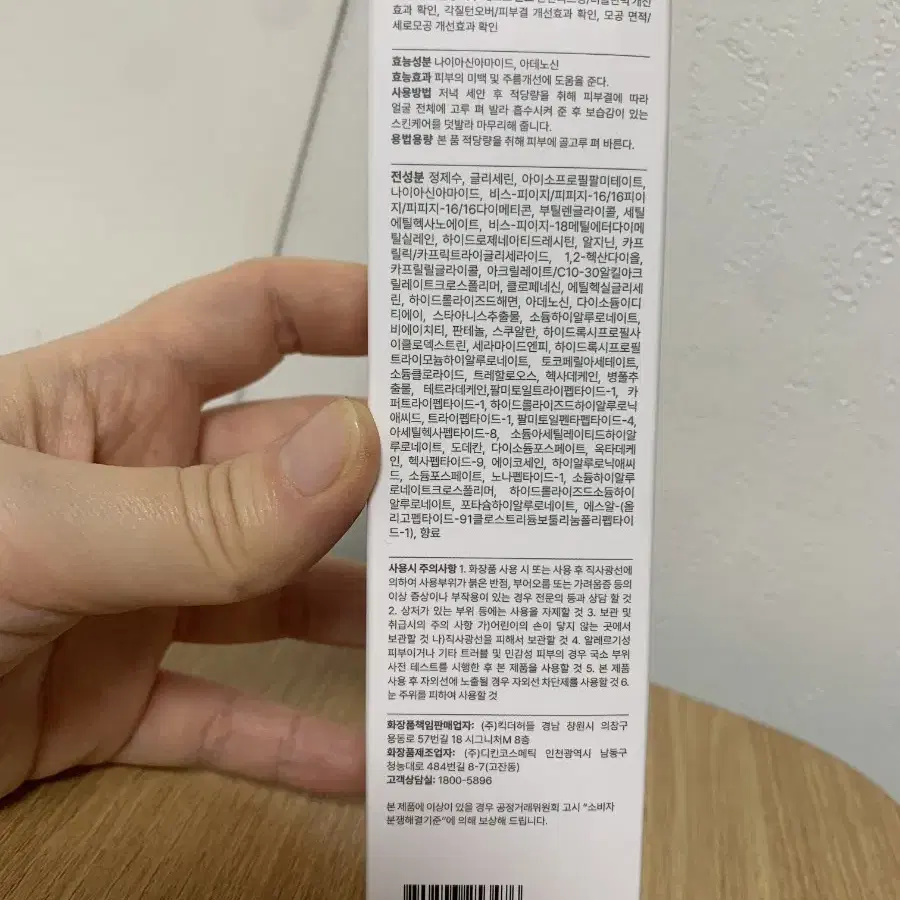 효과 확인, 각질턴오버/피부결 개선효과 확인, 모공 면적/
세로모공 개선효과 확인
효능성분 나이아신아마이드, 아데노신
효능효과 피부의 미백 및 주름개선에 도움을 준다.
사용방법 저녁 세안 후 적당량을 취해 피부결에 따라
얼굴 전체에 고루 펴 발라 흡수시켜 준 후 보습감이 있는
스킨케어를 덧발라 마무리해 줍니다.
용법용량 본 품 적당량을 취해 피부에 골고루 펴 바른다.
전성분 정제수, 글리세린, 아이소프로필팔미테이트,
나이아신아마이드, 비스-피이지/피피지-16/16피이
지/피피지-16/16다이메티콘, 부틸렌글라이콜, 세틸
에틸헥사노에이트, 비스-피이지-18메틸에터다이메
틸실레인, 하이드로제네이티드레시틴, 알지닌, 카프
릴릭/카프릭트라이글리세라이드, 1,2-헥산다이올,
카프릴릴글라이콜, 아크릴레이트/C10-30알킬아크
릴레이트크로스폴리머, 클로페네신, 에틸헥실글리세
린, 하이드롤라이즈드해면, 아데노신, 다이소듐이디
티에이, 스타아니스추출물, 소듐하이알루로네이트,
비에이치티, 판테놀, 스쿠알란, 하이드록시프로필사
이클로덱스트린, 세라마이드엔피, 하이드록시프로필
트라이모늄하이알루로네이트, 토코페릴아세테이트,
소듐클로라이드, 트레할로오스, 헥사데케인, 병풀추
출물, 테트라데케인,팔미토일트라이펩타이드-1, 카
퍼트라이펩타이드-1, 하이드롤라이즈드하이알루로닉
애씨드, 트라이펩타이드-1, 팔미토일펜타펩타이드-4,
아세틸헥사펩타이드-8, 소듐아세틸레이티드하이알
루로네이트, 도데칸, 다이소듐포스페이트, 옥타데케
인, 헥사펩타이드-9, 에이코세인, 하이알루로닉애씨
드, 소듐포스페이트, 노나펩타이드-1, 소듐하이알루
로네이트크로스폴리머, 하이드롤라이즈드소듐하이
알루로네이트, 포타슘하이알루로네이트, 에스알-(올
리고펩타이드-91클로스트리듐보툴리눔폴리펩타이
드-1), 향료
사용시 주의사항 1. 화장품 사용 시 또는 사용 후 직사광선에
의하여 사용부위가 붉은 반점, 부어오름 또는 가려움증 등의
이상 증상이나 부작용이 있는 경우 전문의 등과 상담 할 것
2. 상처가 있는 부위 등에는 사용을 자제할 것 3. 보관 및
취급시의 주의 사항 가)어린이의 손이 닿지 않는 곳에서
보관할 것 나)직사광선을 피해서 보관할 것 4. 알레르기성
피부이거나 기타 트러블 및 민감성 피부의 경우 국소 부위
사전 테스트를 시행한 후 본 제품을 사용할 것 5. 본 제품
사용 후 자외선에 노출될 경우 자외선 차단제를 사용할 것 6.
눈 주위를 피하여 사용할 것
화장품책임판매업자: (주)킥더허들 경남 창원시 의창구
용동로 57번길 18 시그니처M 8층
화장품제조업자: (주)디킨코스메틱 인천광역시 남동구
청능대로 484번길 8-7(고잔동)
고객상담실: 1800-5896
본 제품에 이상이 있을 경우 공정거래위원회 고시 "소비자
분쟁해결기준"에 의해 보상해 드립니다.